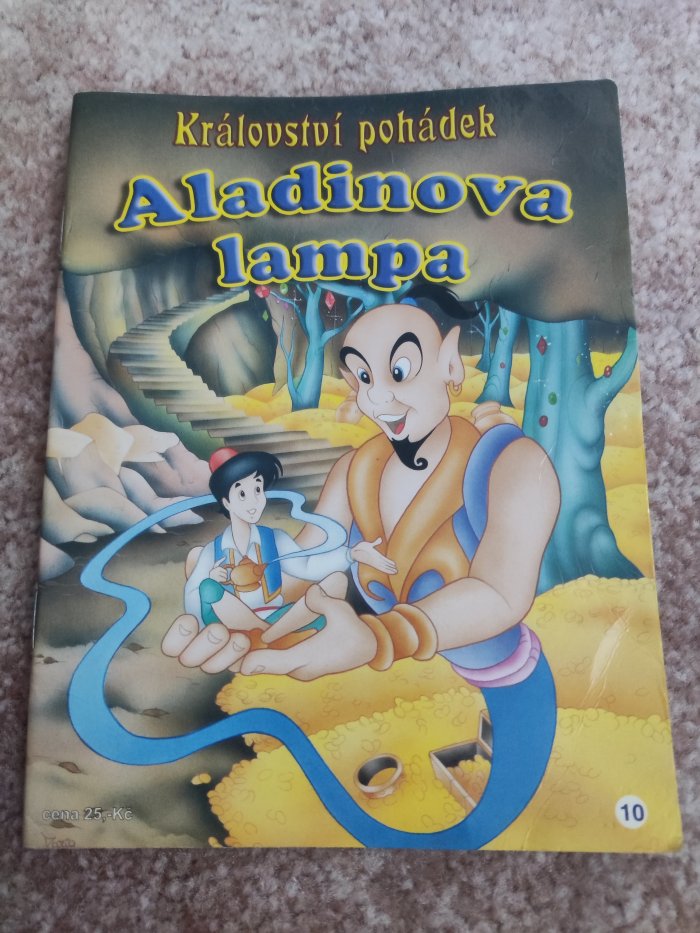 Království pohádek
Aladinova
lampa
cena 25,-Kč
10